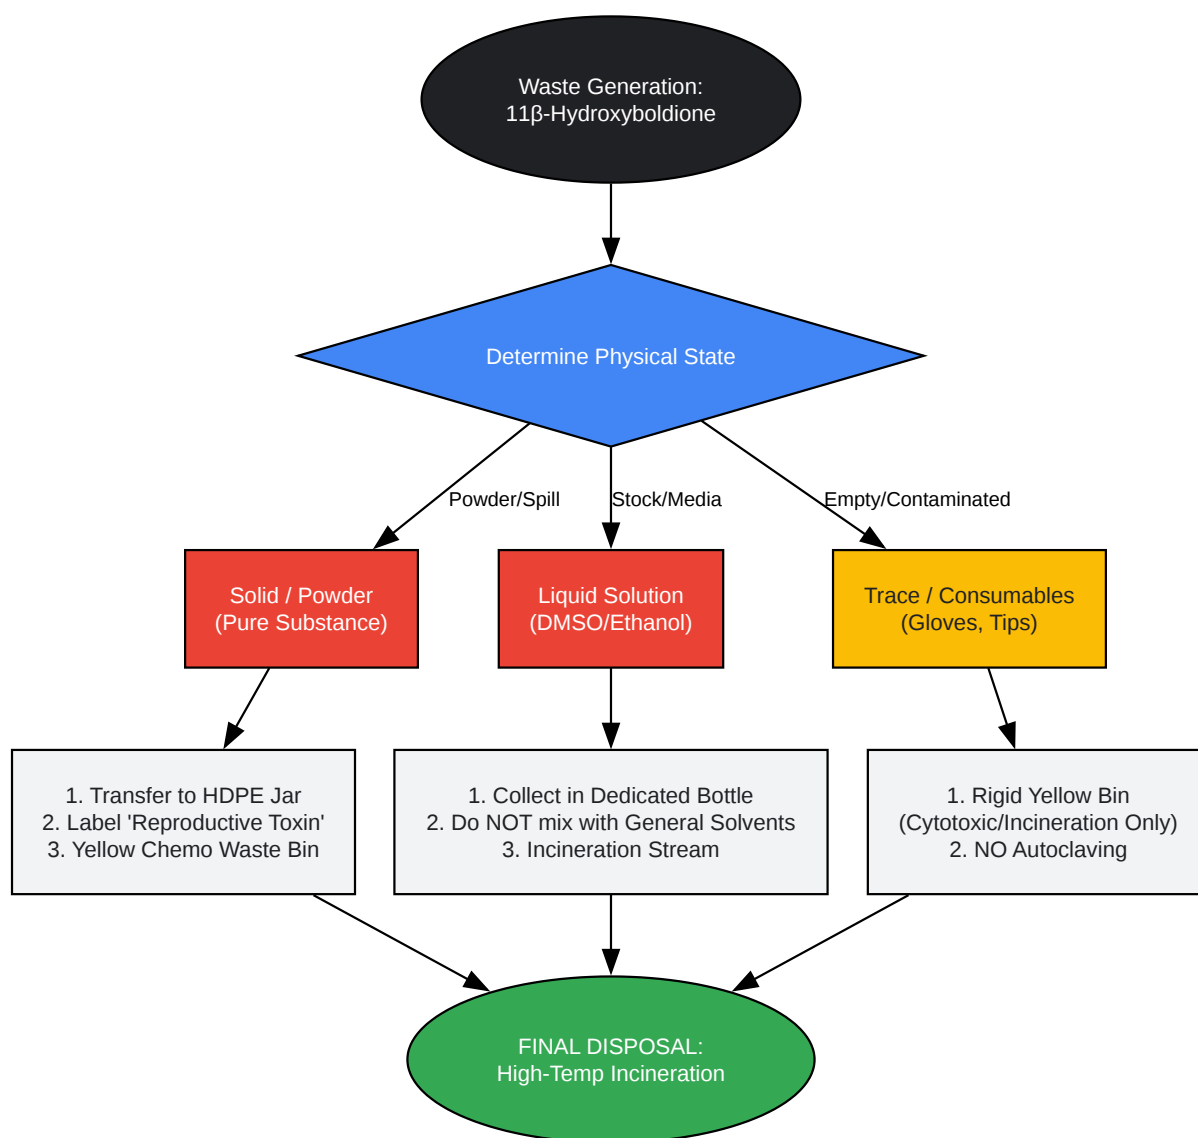 Waste Generation:
11β-Hydroxyboldione
Determine Physical State
Powder/Spill
Stock/Media
Empty/Contaminated
Solid / Powder
(Pure Substance)
Liquid Solution
(DMSO/Ethanol)
Trace / Consumables
(Gloves, Tips)
1. Transfer to HDPE Jar
2. Label 'Reproductive Toxin'
3. Yellow Chemo Waste Bin
1. Collect in Dedicated Bottle
2. Do NOT mix with General Solvents
3. Incineration Stream
1. Rigid Yellow Bin
(Cytotoxic/Incineration Only)
2. NO Autoclaving
FINAL DISPOSAL:
High-Temp Incineration